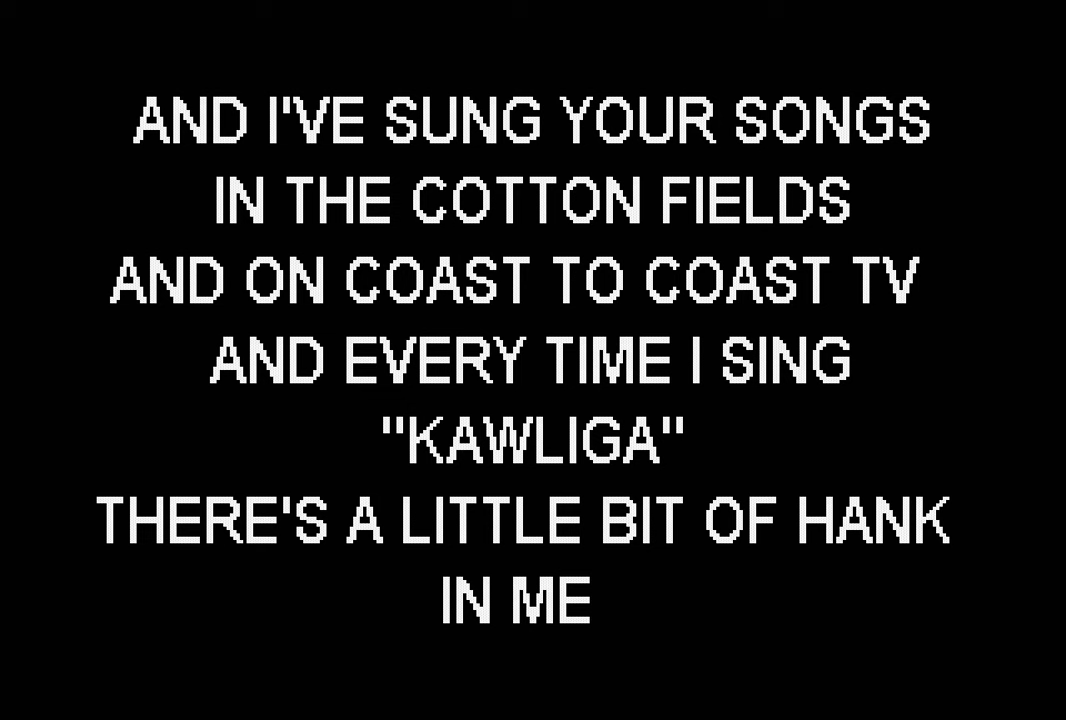 AND I'VE SUNG YOUR SONGS
IN THE COTTON FIELDS
AND ON COAST TO COAST TV
AND EVERY TIME I SING
"KAWLIGA"
THERE'S A LITTLE BIT OF HANK
IN ME